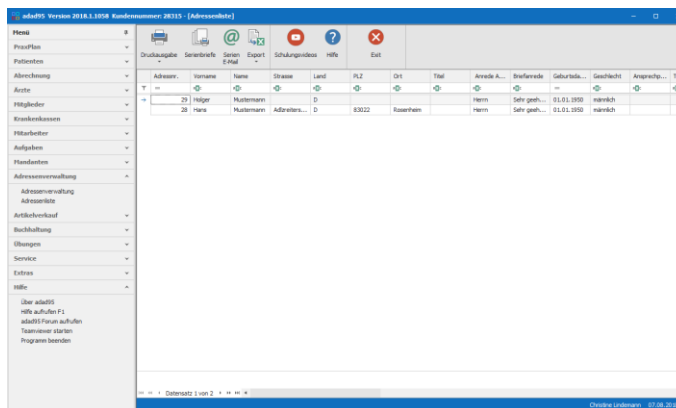 adad95 Version 2018.1.1058 Kundennummer: 28315 - [Adressenliste]
Menü
PraxPlan
Patienten
Abrechnung
Ärzte
Mitglieder
Krankenkassen
Mitarbeiter
Aufgaben
Mandanten
Adressenverwaltung
Adressenverwaltung
Adressenliste
Artikelverkauf
Buchhaltung
Übungen
Service
Extras
Hilfe
Über adad95
Hilfe aufrufen F1
adad95 Forum aufrufen
Teamviewer starten
Programm beenden
Druckausgabe Serienbriefe Serien E-Mail Export Schulungsvideos Hilfe Exit
Adressnr. Vorname Name Strasse Land PLZ Ort Titel Anrede A... Briefanrede Geburtsda... Geschlecht Ansprechp... T
29 Holger Mustermann D Herrn Sehr geeh... 01.01.1950 männlich
28 Hans Mustermann Adlzreiters... D 83022 Rosenheim Herrn Sehr geeh... 01.01.1950 männlich
Datensatz 1 von 2
Christine Lindemann 07.08.201